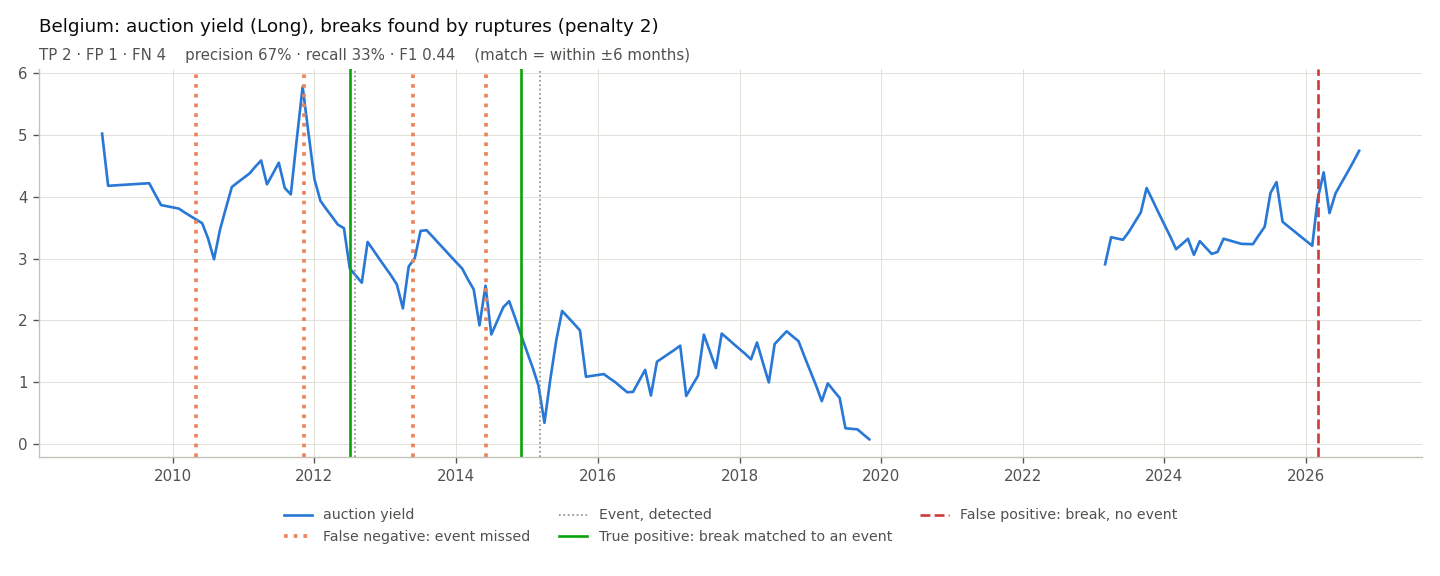 Belgium: auction yield (Long), breaks found by ruptures (penalty 2)
TP 2 · FP 1 · FN 4 precision 67% · recall 33% · F1 0.44 (match = within ±6 months)
6
5
4
3
2
1
0
2010 2012 2014 2016 2018 2020 2022 2024 2026
auction yield Event, detected False positive: break, no event
False negative: event missed True positive: break matched to an event